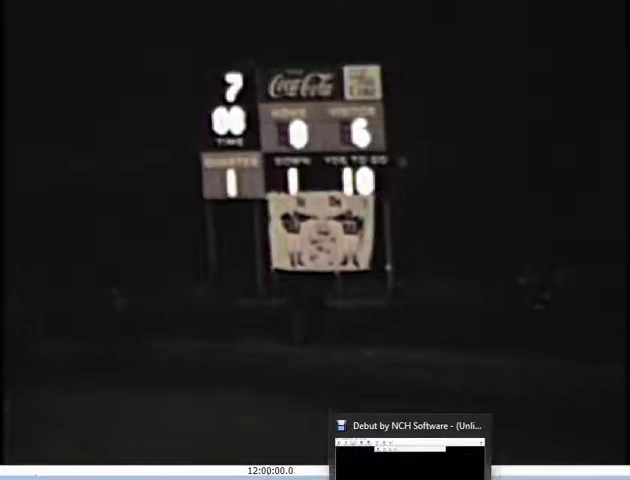 7
Coca-Cola
08
HOME VISITOR
0 6
TIME
QUARTER DOWN YDS TO GO
1 1 10
Debut by NCH Software - (Unli...
12:00:00.0